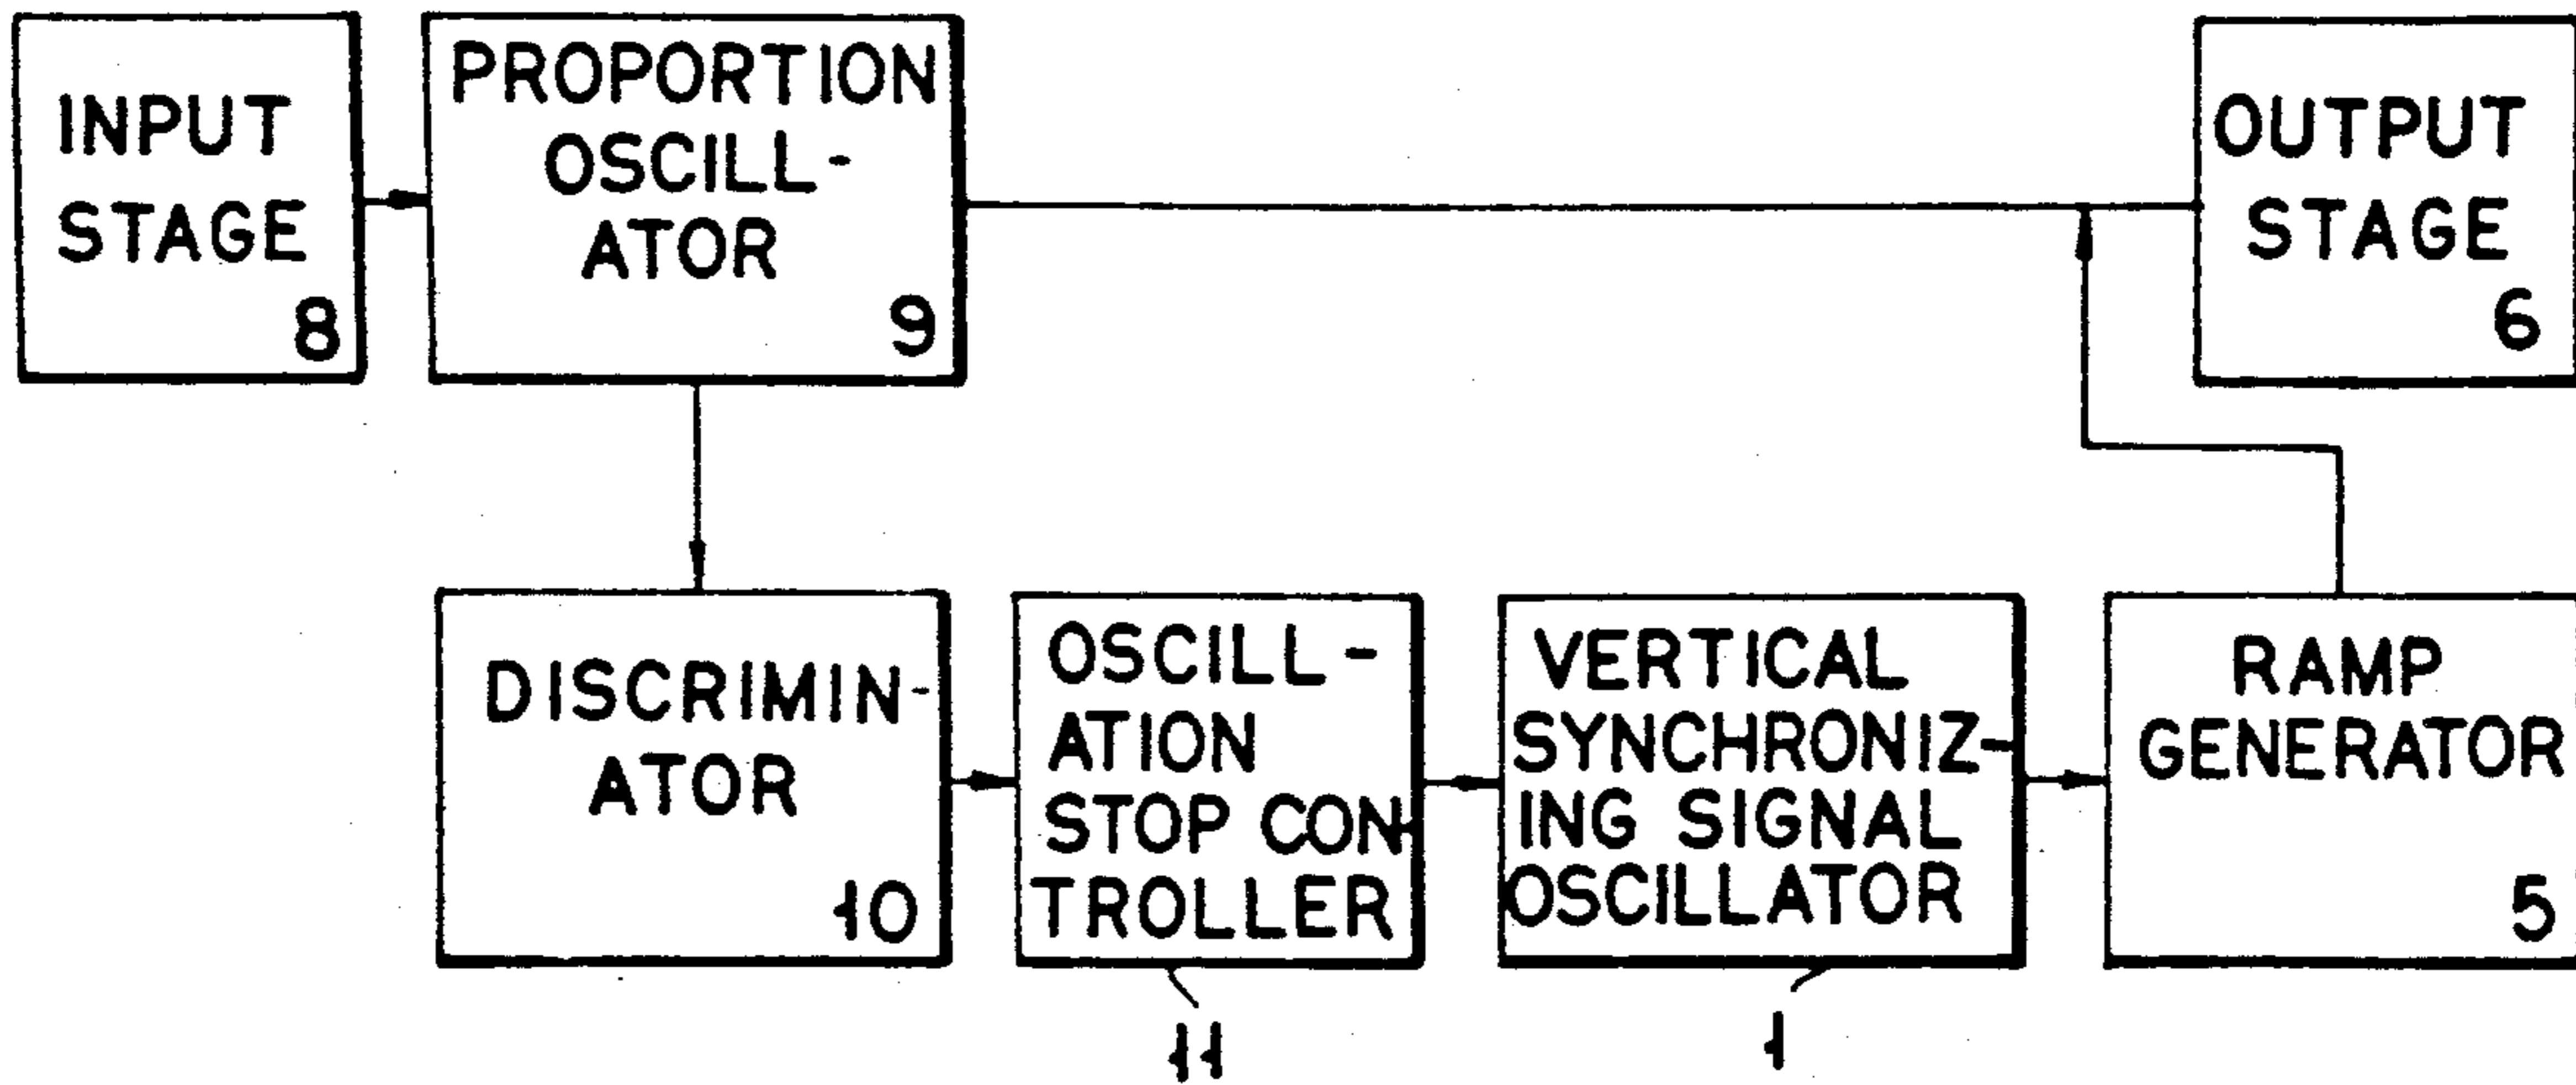 INPUT
STAGE
8
PROPORTION
OSCILL-
ATOR
9
OUTPUT
STAGE
6
DISCRIMIN-
ATOR
10
OSCILL-
ATION
STOP CON-
TROLLER
11
VERTICAL
SYNCHRONIZ-
ING SIGNAL
OSCILLATOR
1
RAMP
GENERATOR
5